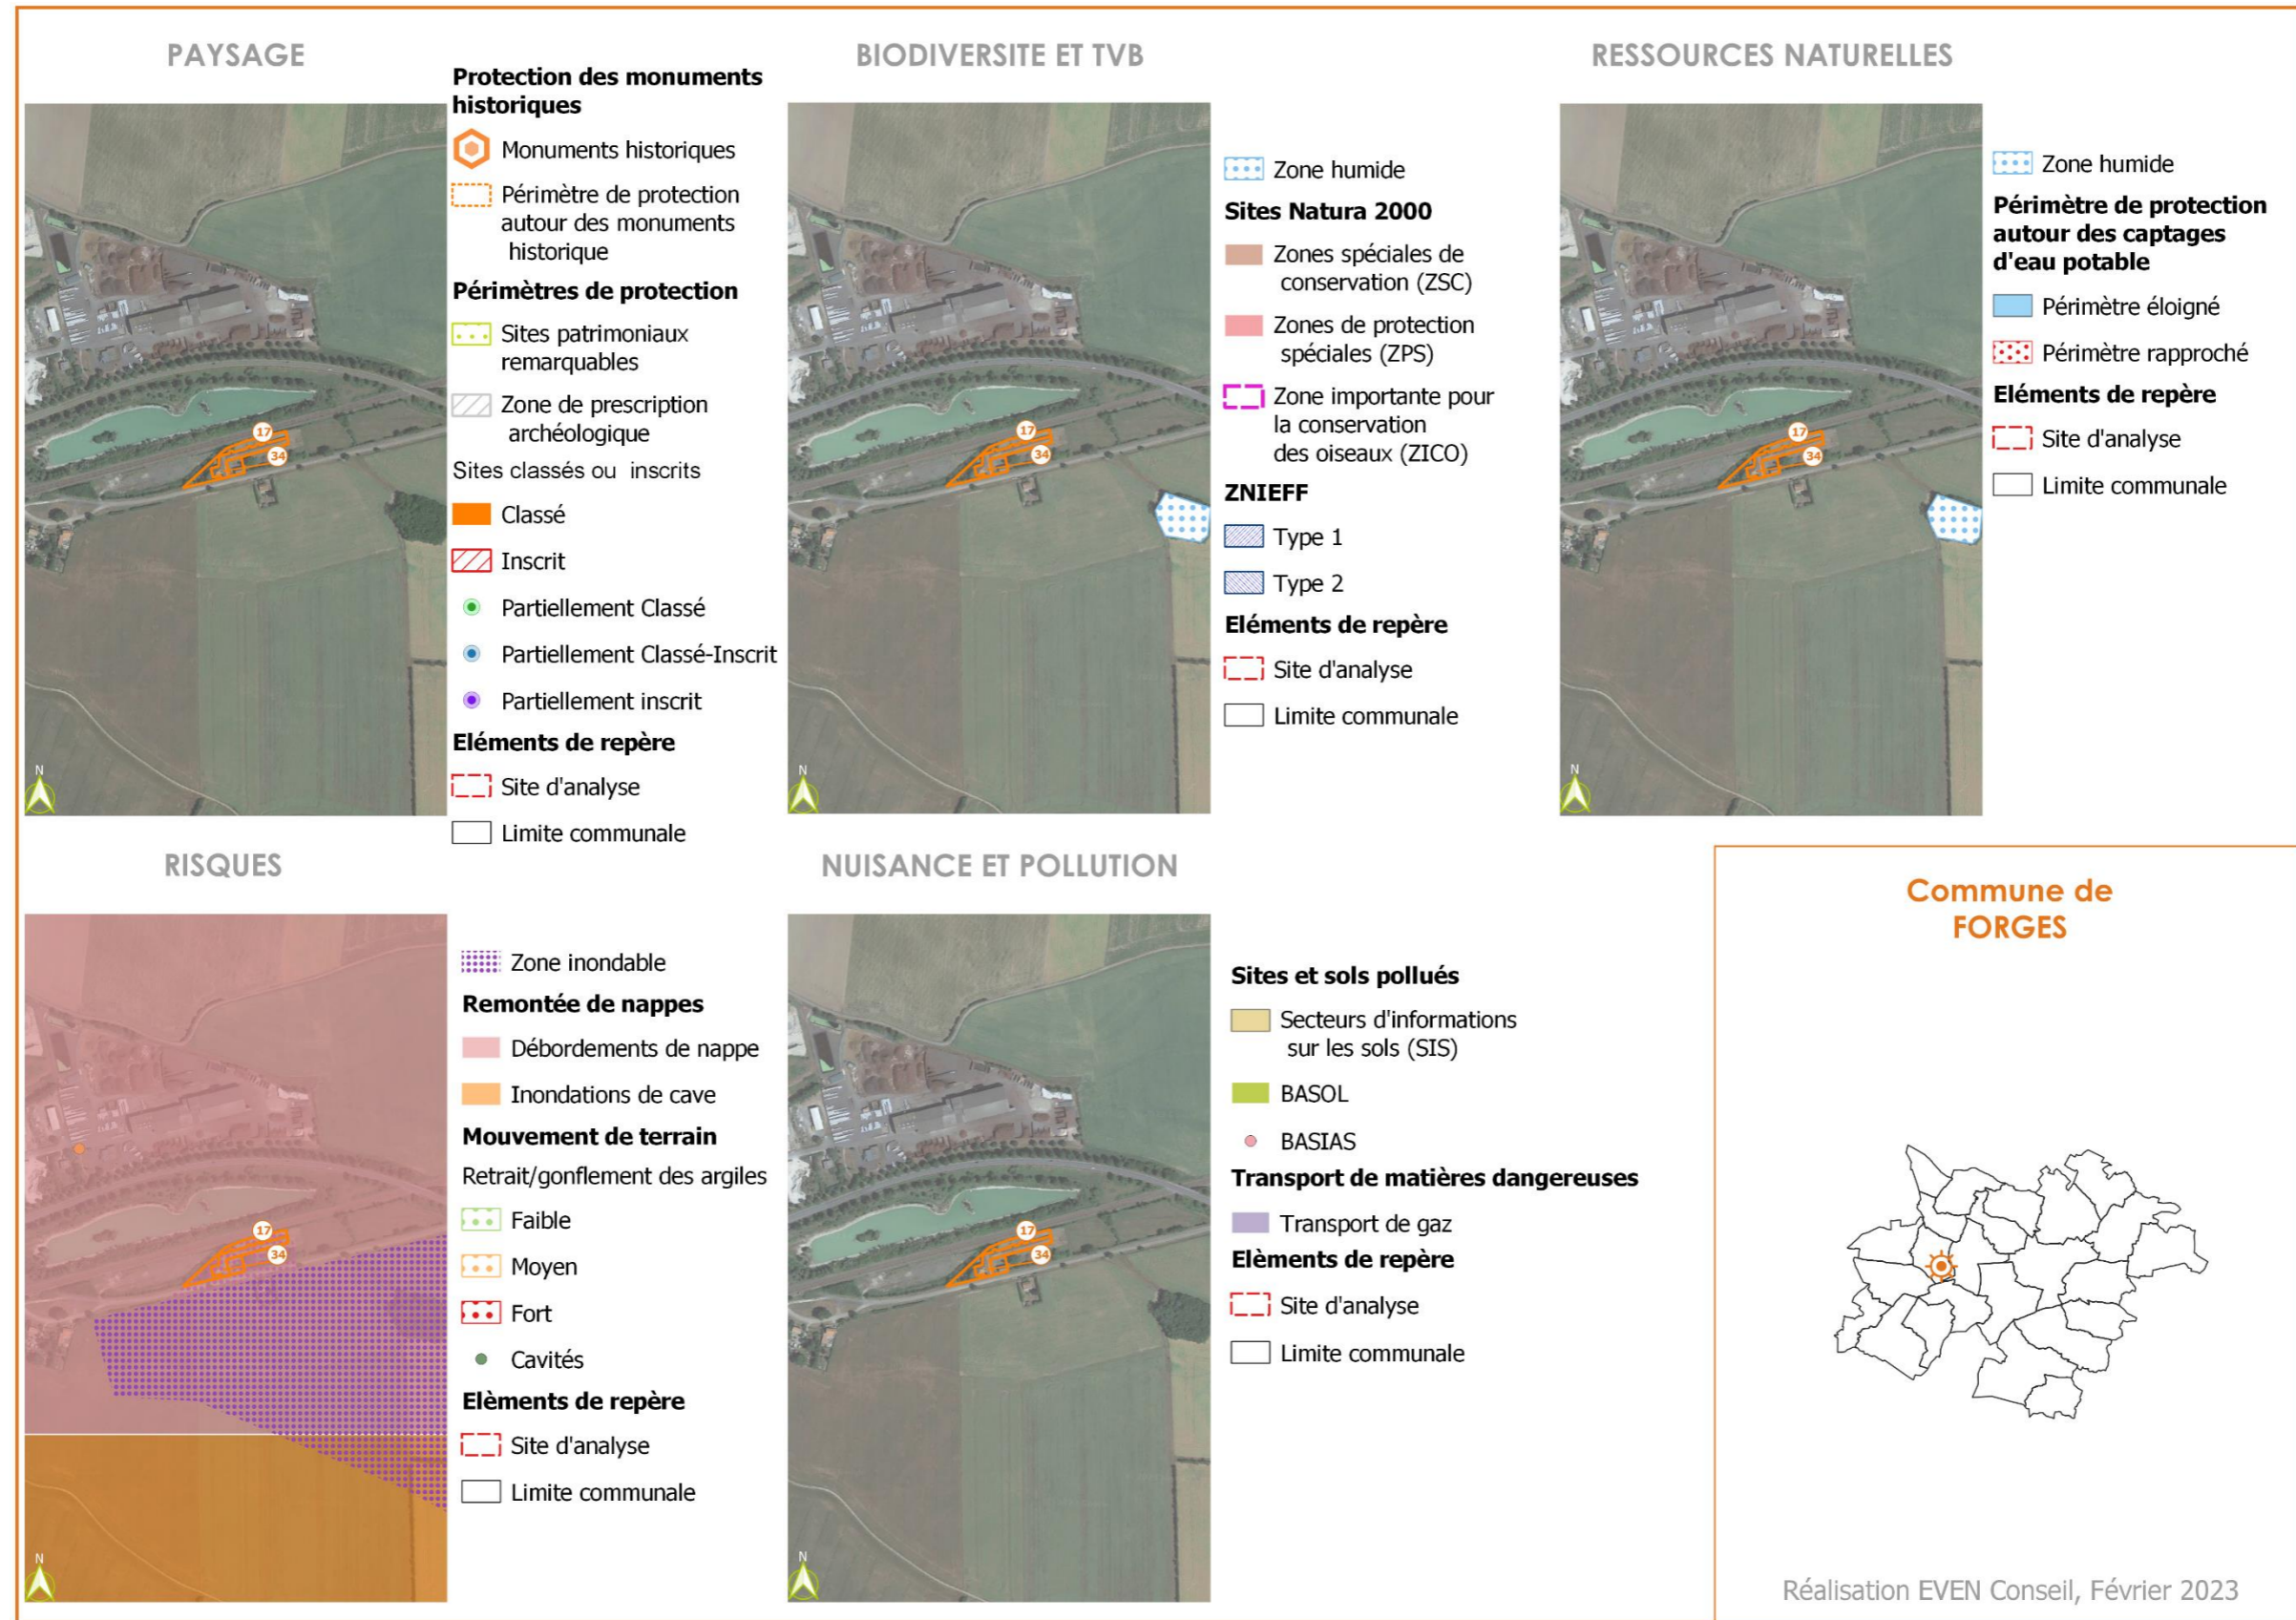 PAYSAGE
Protection des monuments
historiques
Monuments historiques
Périmètre de protection
autour des monuments
historique
Périmètres de protection
Sites patrimoniaux
remarquables
Zone de prescription
archéologique
Sites classés ou inscrits
Classé
Inscrit
Partiellement Classé
Partiellement Classé-Inscrit
Partiellement inscrit
Eléments de repère
Site d'analyse
Limite communale
17
34
N
BIODIVERSITE ET TVB
Zone humide
Sites Natura 2000
Zones spéciales de
conservation (ZSC)
Zones de protection
spéciales (ZPS)
Zone importante pour
la conservation
des oiseaux (ZICO)
ZNIEFF
Type 1
Type 2
Eléments de repère
Site d'analyse
Limite communale
17
34
N
RESSOURCES NATURELLES
Zone humide
Périmètre de protection
autour des captages
d'eau potable
Périmètre éloigné
Périmètre rapproché
Eléments de repère
Site d'analyse
Limite communale
17
34
N
RISQUES
Zone inondable
Remontée de nappes
Débordements de nappe
Inondations de cave
Mouvement de terrain
Retrait/gonflement des argiles
Faible
Moyen
Fort
Cavités
Elèments de repère
Site d'analyse
Limite communale
17
34
N
NUISANCE ET POLLUTION
Sites et sols pollués
Secteurs d'informations
sur les sols (SIS)
BASOL
BASIAS
Transport de matières dangereuses
Transport de gaz
Elèments de repère
Site d'analyse
Limite communale
17
34
N
Commune de
FORGES
Réalisation EVEN Conseil, Février 2023